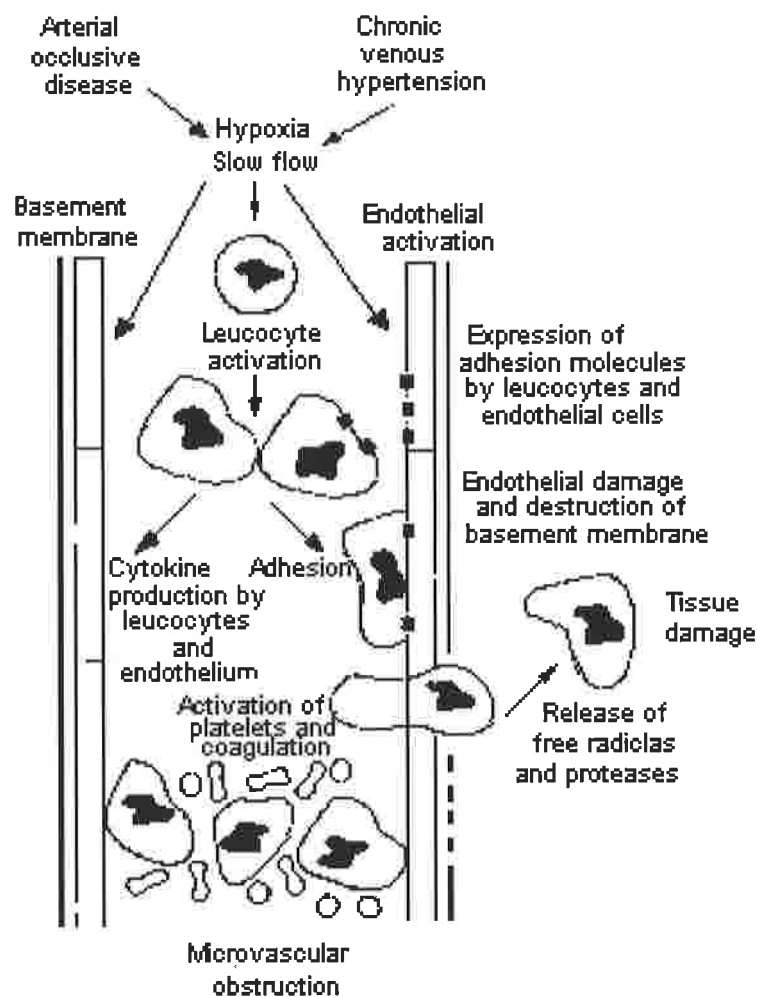 Arterial
occlusive
disease
Chronic
venous
hypertension
Hypoxia
Slow flow
Basement
membrane
Endothelial
activation
Leucocyte
activation
Expression of
adhesion molecules
by leucocytes and
endothelial cells
Endothelial damage
and destruction of
basement membrane
Cytokine
production by
leucocytes
and
endothelium
Adhesion
Tissue
damage
Activation of
platelets and
coagulation
Release of
free radiclas
and proteases
Microvascular
obstruction